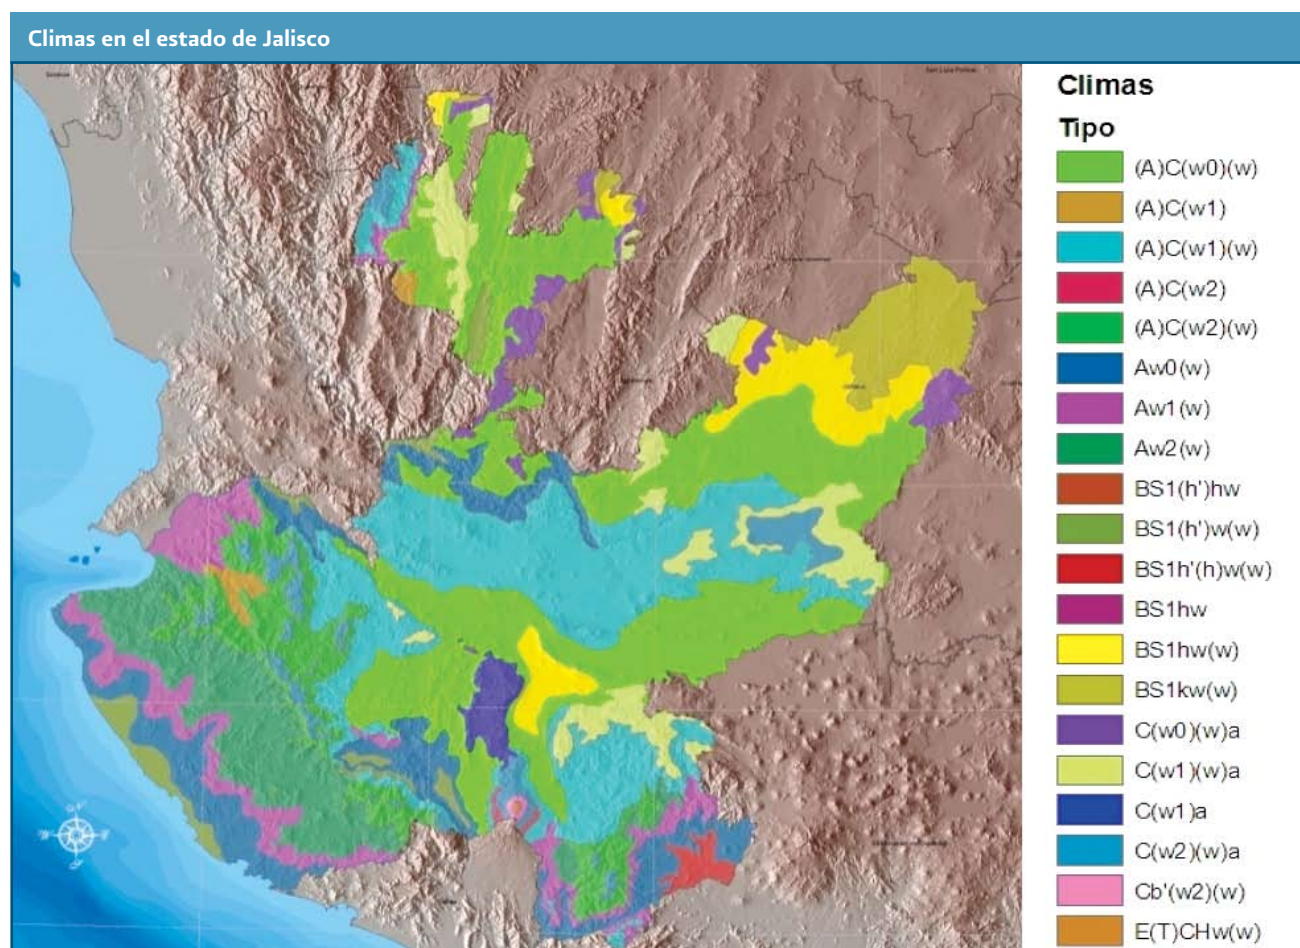 Climas en el estado de Jalisco
Climas
Tipo
(A)C(w0)(w)
(A)C(w1)
(A)C(w1)(w)
(A)C(w2)
(A)C(w2)(w)
Aw0(w)
Aw1(w)
Aw2(w)
BS1(h')hw
BS1(h')w(w)
BS1h'(h)w(w)
BS1hw
BS1hw(w)
BS1kw(w)
C(w0)(w)a
C(w1)(w)a
C(w1)a
C(w2)(w)a
Cb'(w2)(w)
E(T)CHw(w)